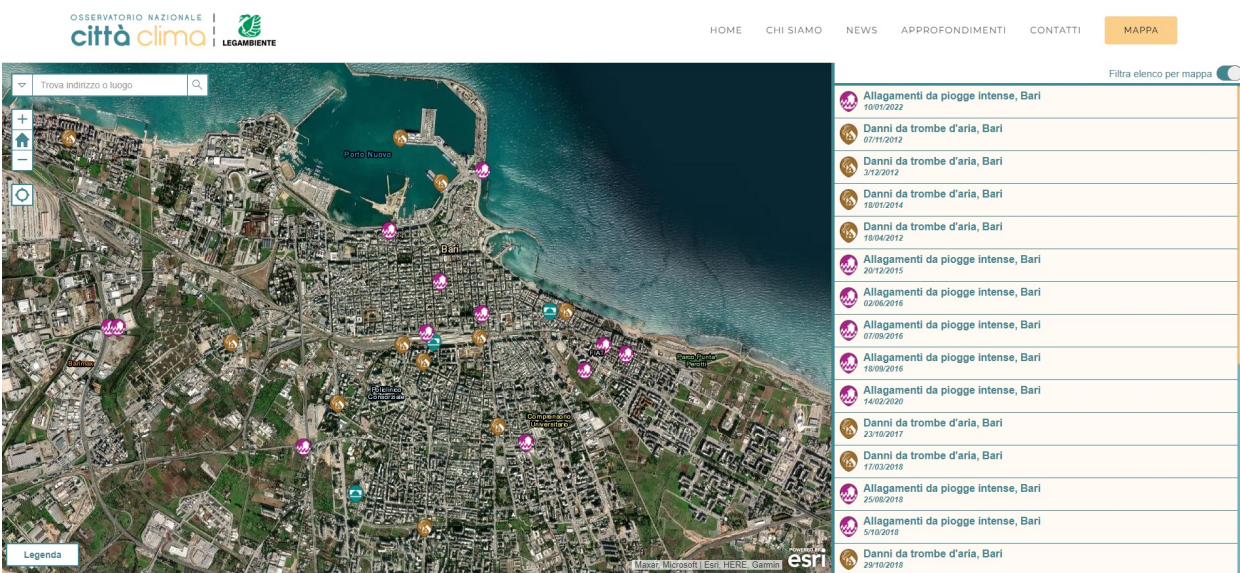 OSSERVATORIO NAZIONALE
città clima
LEGAMBIENTE
HOME CHI SIAMO NEWS APPROFONDIMENTI CONTATTI MAPPA
Trova indirizzo o luogo
Filtra elenco per mappa
Porto Nuovo
Bari
Barimax
FIAT
Parco Punta
Perotti
Policlinico
Consorziale
Comprensorio
Universitario
Legenda
Maxar, Microsoft | Esri, HERE, Garmin
POWERED BY
esri
Allagamenti da piogge intense, Bari
10/01/2022
Danni da trombe d'aria, Bari
07/11/2012
Danni da trombe d'aria, Bari
3/12/2012
Danni da trombe d'aria, Bari
18/01/2014
Danni da trombe d'aria, Bari
18/04/2012
Allagamenti da piogge intense, Bari
20/12/2015
Allagamenti da piogge intense, Bari
02/06/2016
Allagamenti da piogge intense, Bari
07/09/2016
Allagamenti da piogge intense, Bari
18/09/2016
Allagamenti da piogge intense, Bari
14/02/2020
Danni da trombe d'aria, Bari
23/10/2017
Danni da trombe d'aria, Bari
17/03/2018
Allagamenti da piogge intense, Bari
25/08/2018
Allagamenti da piogge intense, Bari
5/10/2018
Danni da trombe d'aria, Bari
29/10/2018